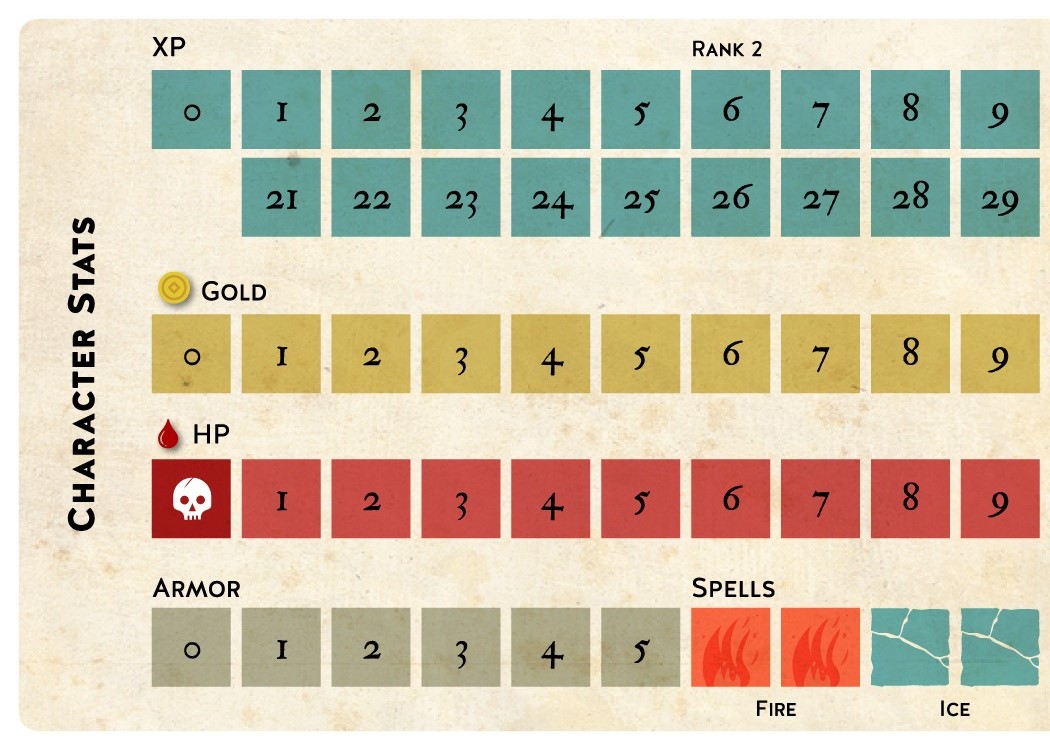 XP Rank 2
0 1 2 3 4 5 6 7 8 9
21 22 23 24 25 26 27 28 29
Gold
0 1 2 3 4 5 6 7 8 9
HP
1 2 3 4 5 6 7 8 9
Armor Spells
0 1 2 3 4 5
Fire Ice
Character Stats